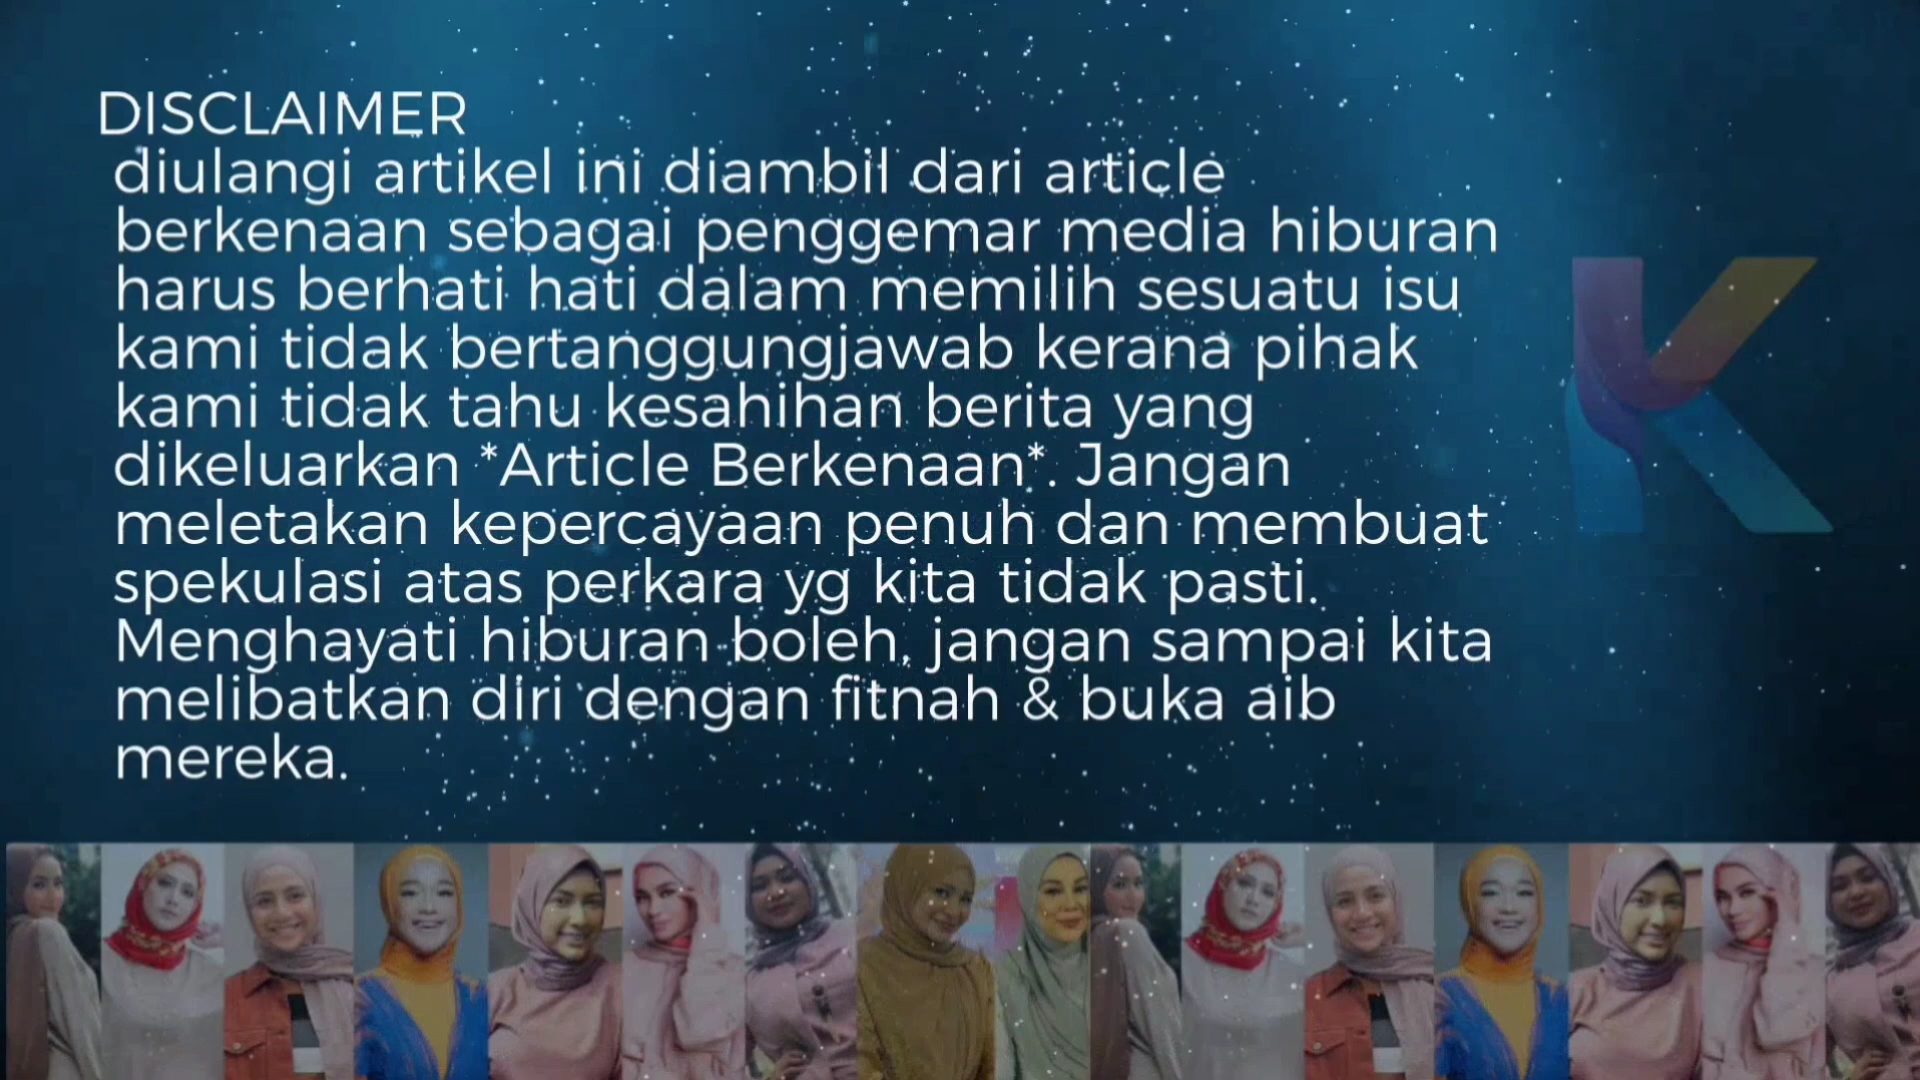 DISCLAIMER
diulangi artikel ini diambil dari article
berkenaan sebagai penggemar media hiburan
harus berhati hati dalam memilih sesuatu isu
kami tidak bertanggungjawab kerana pihak
kami tidak tahu kesahihan berita yang
dikeluarkan *Article Berkenaan*. Jangan
meletakan kepercayaan penuh dan membuat
spekulasi atas perkara yg kita tidak pasti.
Menghayati hiburan boleh, jangan sampai kita
melibatkan diri dengan fitnah & buka aib
mereka.
K